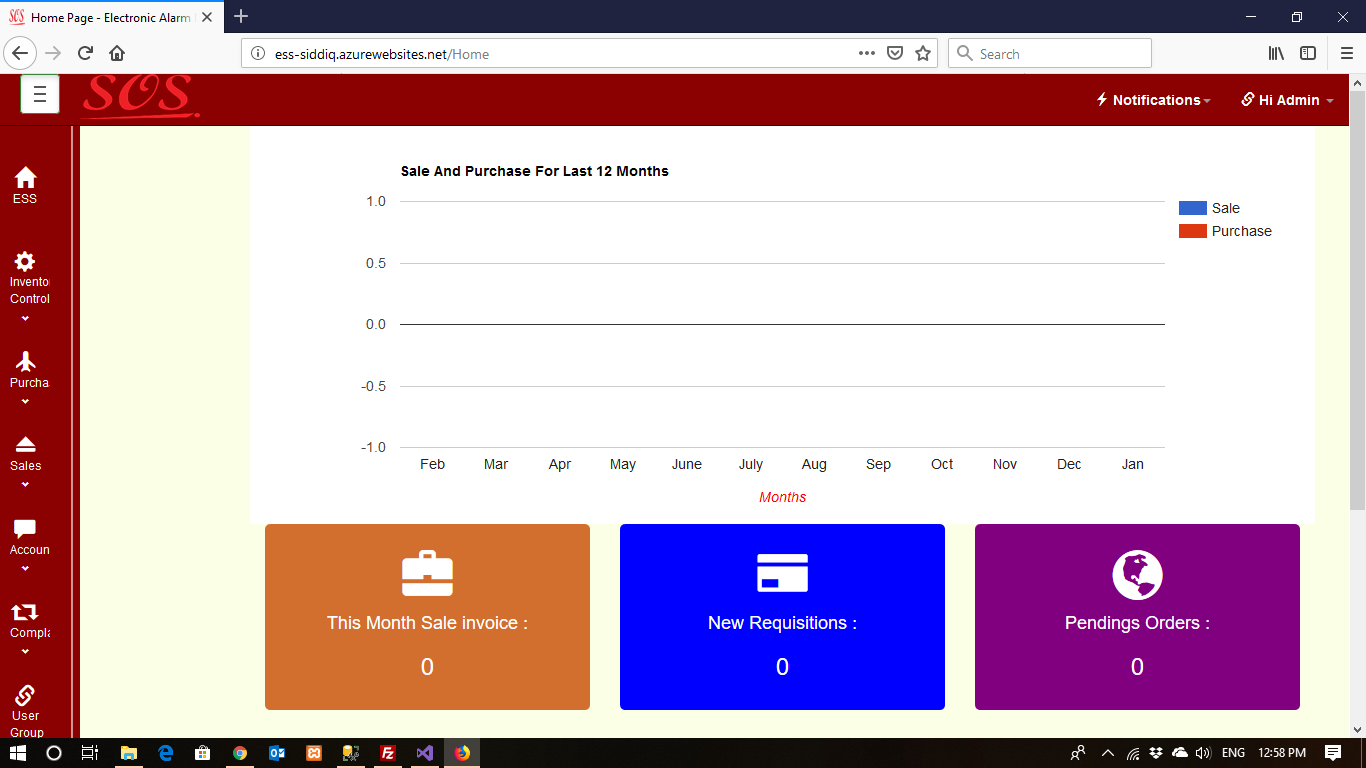 SOS Home Page - Electronic Alarm
ess-siddiq.azurewebsites.net/Home
Search
SOS.
Notifications
Hi Admin
ESS
Invento
Control
Purcha
Sales
Accoun
Compla
User
Group
Sale And Purchase For Last 12 Months
1.0
0.5
0.0
-0.5
-1.0
Sale
Purchase
Feb Mar Apr May June July Aug Sep Oct Nov Dec Jan
Months
This Month Sale invoice :
0
New Requisitions :
0
Pendings Orders :
0
ENG 12:58 PM